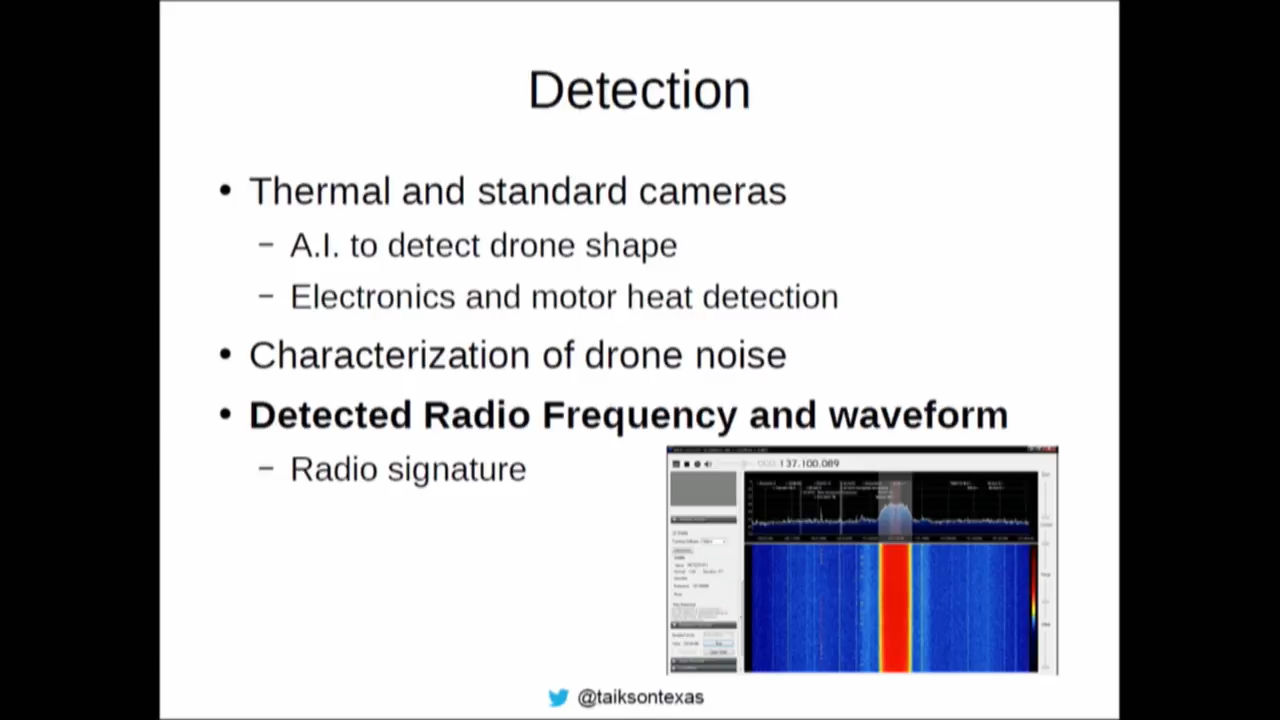 Detection
• Thermal and standard cameras
– A.I. to detect drone shape
– Electronics and motor heat detection
• Characterization of drone noise
• Detected Radio Frequency and waveform
– Radio signature
137.100.089
@taiksontexas